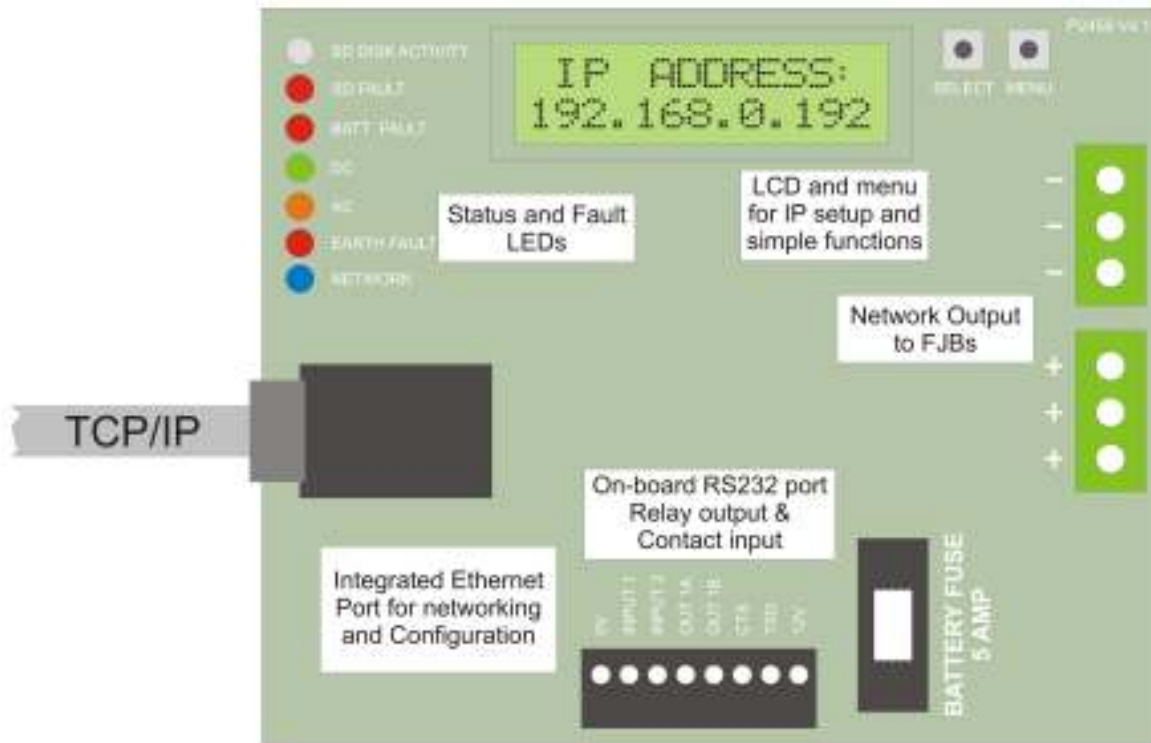 SD DISK ACTIVITY
SD FAULT
BATT. FAULT
DC
AC
EARTH FAULT
NETWORK
IP ADDRESS:
192.168.0.192
SELECT
MENU
Status and Fault
LEDs
LCD and menu
for IP setup and
simple functions
Network Output
to FJBs
-
-
-
+
+
+
TCP/IP
On-board RS232 port
Relay output &
Contact input
Integrated Ethernet
Port for networking
and Configuration
INPUT 1
INPUT 2
OUT 1A
OUT 1B
CTS
12V
BATTERY FUSE
5 AMP